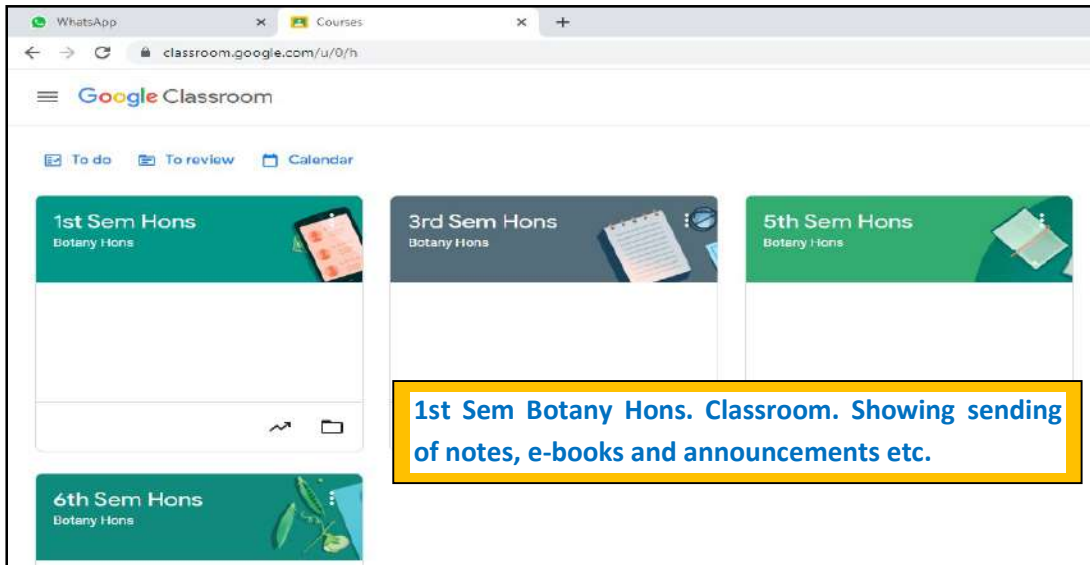 WhatsApp
Courses
classroom.google.com/u/0/h
Google Classroom
To do
To review
Calendar
1st Sem Hons
Botany Hons
3rd Sem Hons
Botany Hons
5th Sem Hons
Botany Hons
1st Sem Botany Hons. Classroom. Showing sending
of notes, e-books and announcements etc.
6th Sem Hons
Botany Hons